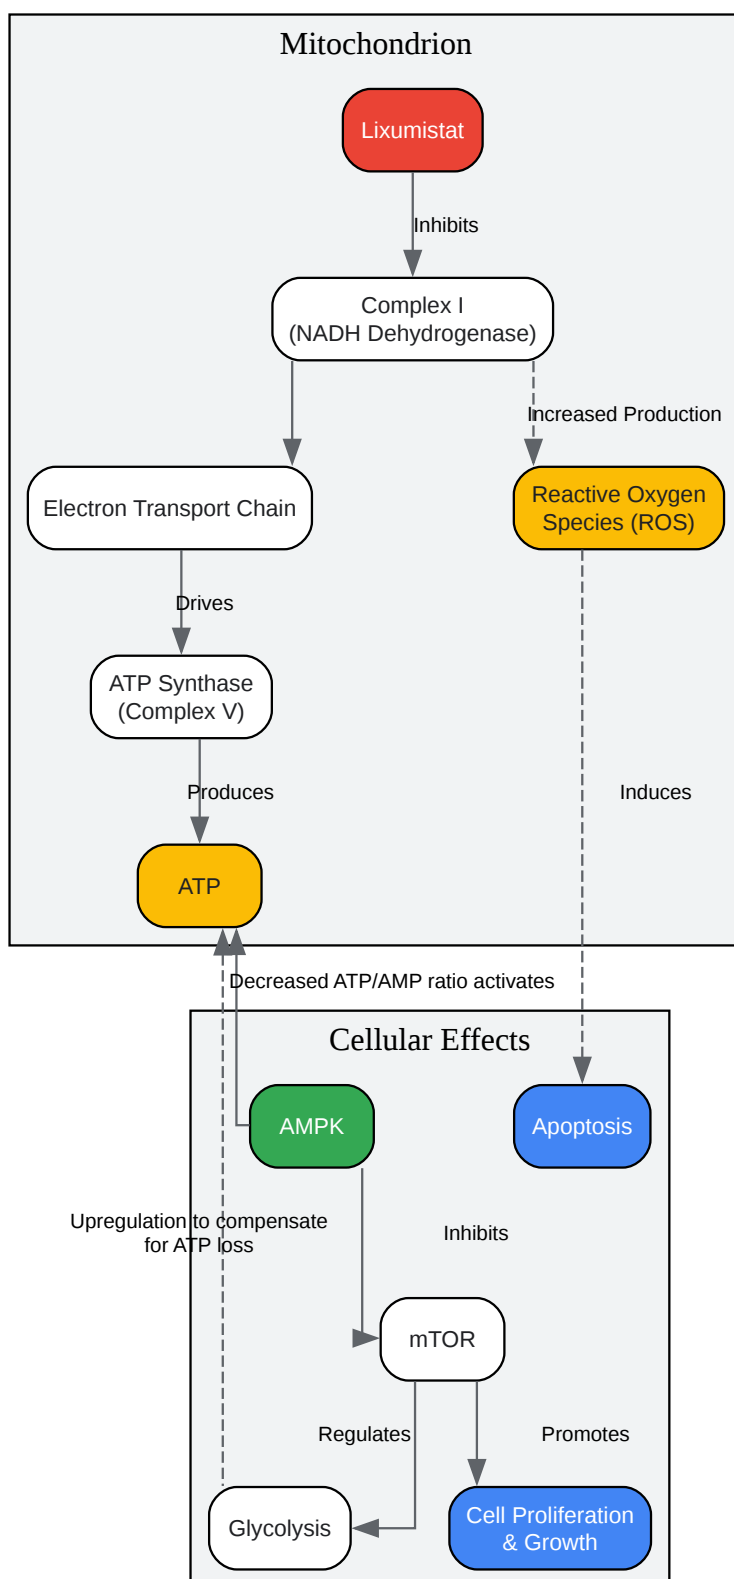 Mitochondrion
Lixumistat
Inhibits
Complex I
(NADH Dehydrogenase)
Increased Production
Electron Transport Chain
Reactive Oxygen
Species (ROS)
Drives
ATP Synthase
(Complex V)
Produces
Induces
ATP
Decreased ATP/AMP ratio activates
Cellular Effects
AMPK
Apoptosis
Upregulation to compensate
for ATP loss
Inhibits
mTOR
Regulates
Promotes
Glycolysis
Cell Proliferation
& Growth